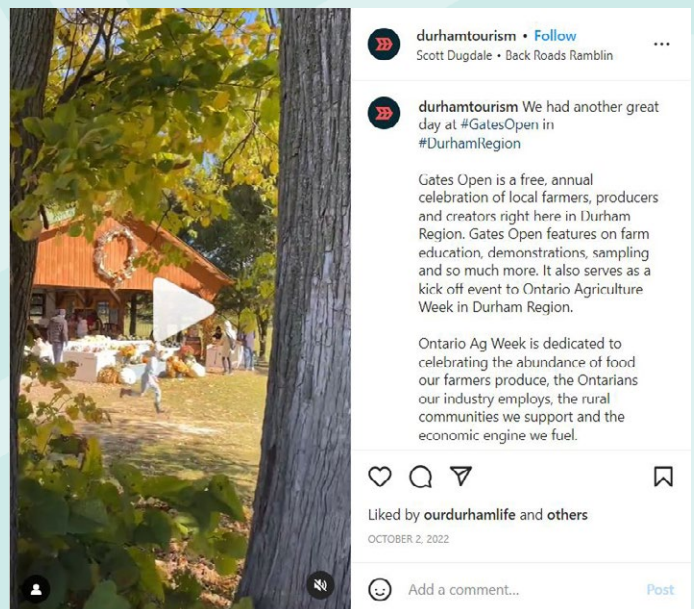 durhamtourism • Follow
Scott Dugdale • Back Roads Ramblin
durhamtourism We had another great
day at #GatesOpen in
#DurhamRegion
Gates Open is a free, annual
celebration of local farmers, producers
and creators right here in Durham
Region. Gates Open features on farm
education, demonstrations, sampling
and so much more. It also serves as a
kick off event to Ontario Agriculture
Week in Durham Region.
Ontario Ag Week is dedicated to
celebrating the abundance of food
our farmers produce, the Ontarians
our industry employs, the rural
communities we support and the
economic engine we fuel.
Liked by ourdurhamlife and others
OCTOBER 2, 2022
Add a comment...
Post